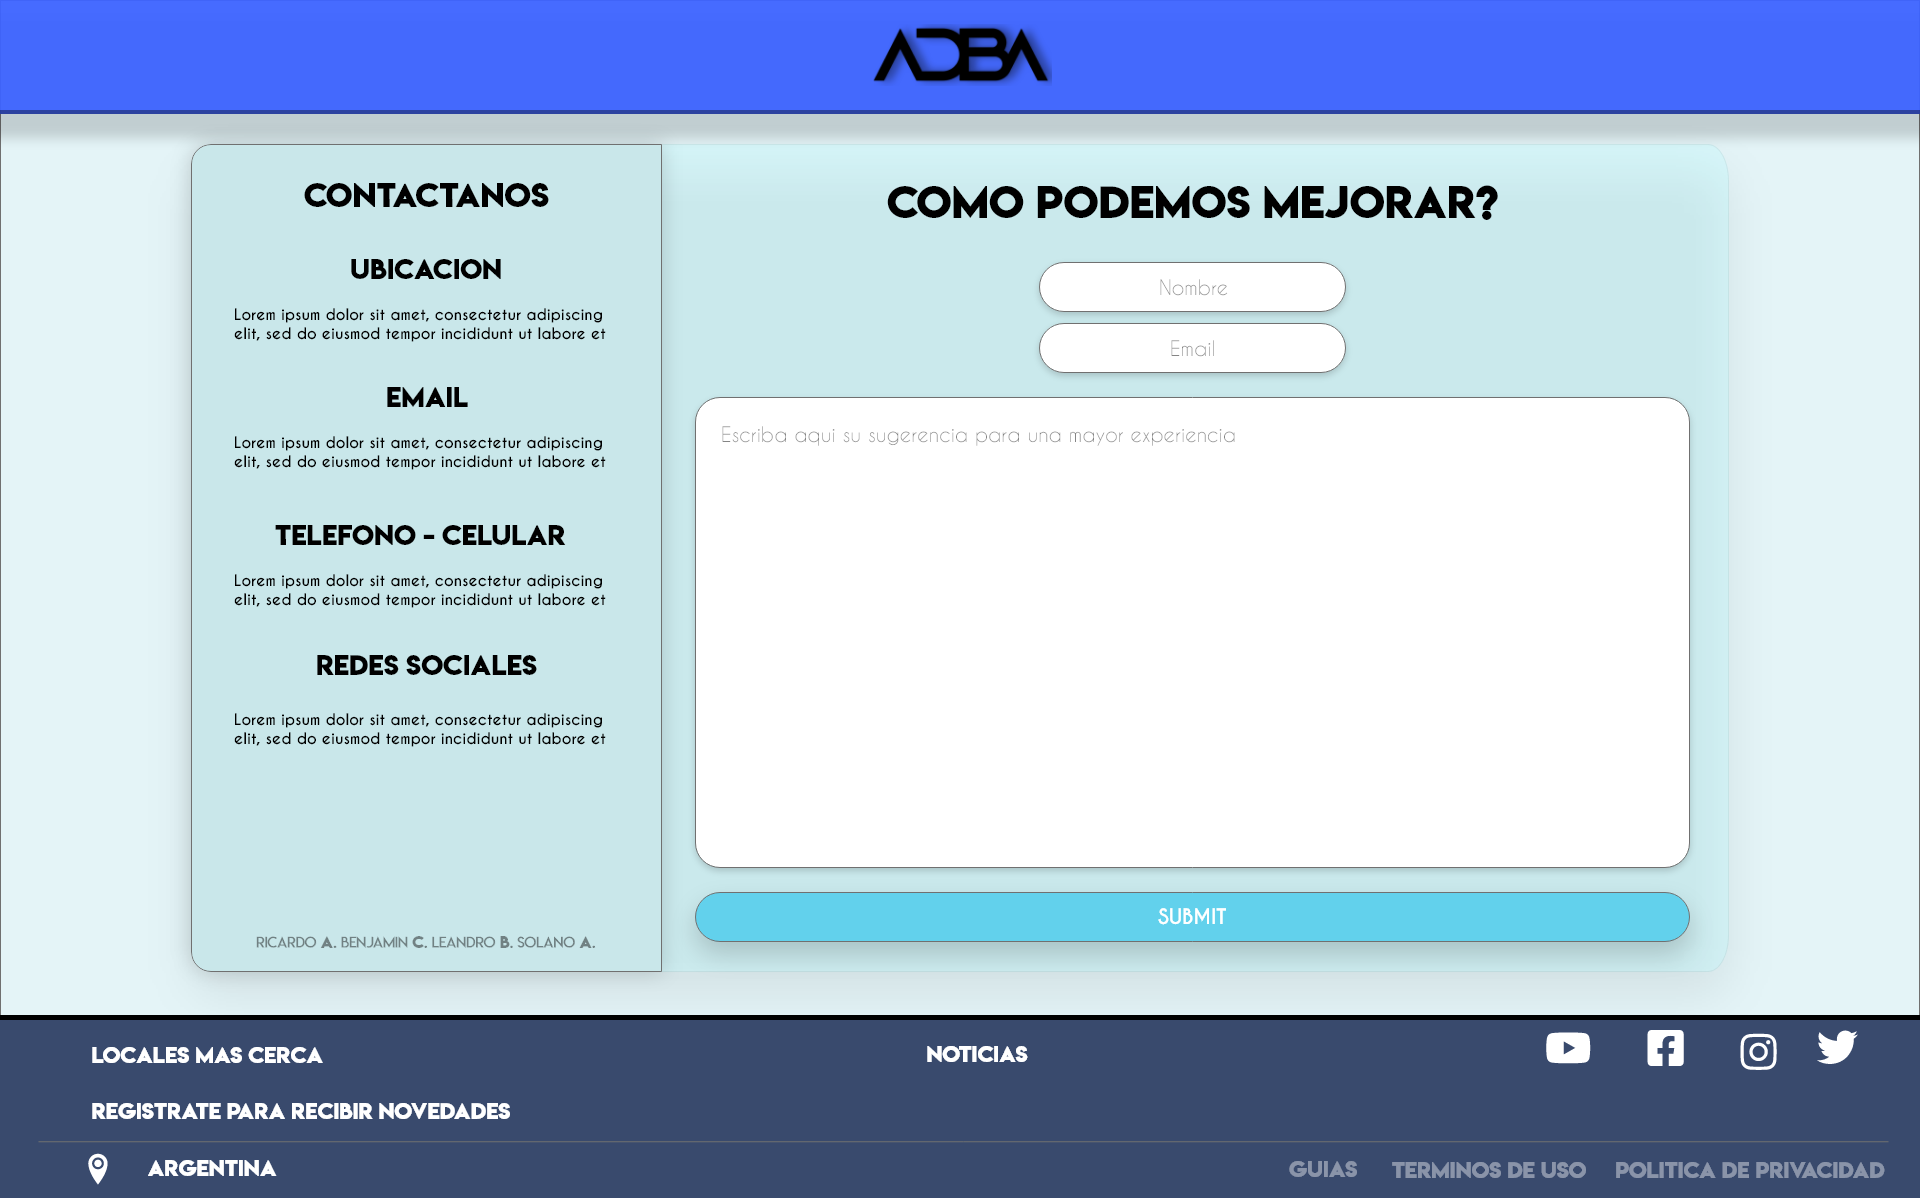 ADBA
CONTACTANOS
UBICACION
Lorem ipsum dolor sit amet, consectetur adipiscing
elit, sed do eiusmod tempor incididunt ut labore et
EMAIL
Lorem ipsum dolor sit amet, consectetur adipiscing
elit, sed do eiusmod tempor incididunt ut labore et
TELEFONO - CELULAR
Lorem ipsum dolor sit amet, consectetur adipiscing
elit, sed do eiusmod tempor incididunt ut labore et
REDES SOCIALES
Lorem ipsum dolor sit amet, consectetur adipiscing
elit, sed do eiusmod tempor incididunt ut labore et
RICARDO A. BENJAMIN C. LEANDRO B. SOLANO A.
COMO PODEMOS MEJORAR?
Nombre
Email
Escriba aqui su sugerencia para una mayor experiencia
SUBMIT
LOCALES MAS CERCA
NOTICIAS
REGISTRATE PARA RECIBIR NOVEDADES
ARGENTINA
GUIAS
TERMINOS DE USO
POLITICA DE PRIVACIDAD